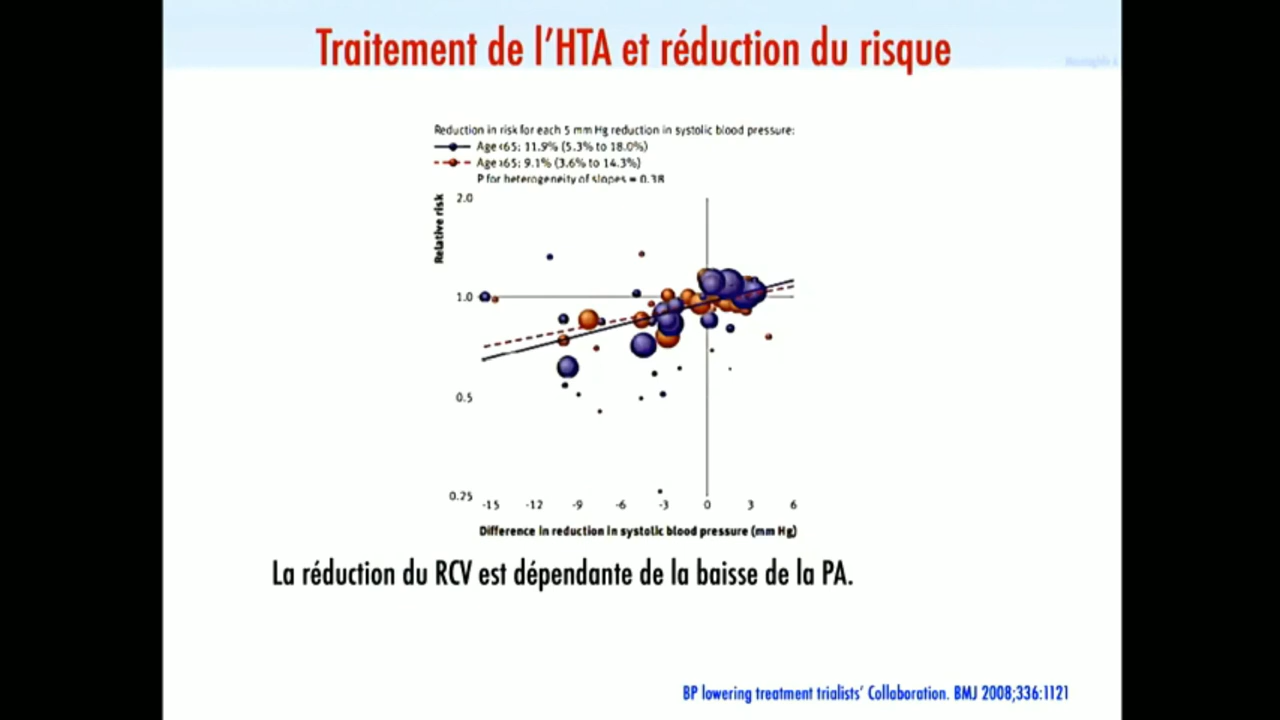 Traitement de l'HTA et réduction du risque
Reduction in risk for each 5 mm Hg reduction in systolic blood pressure:
Age <65: 11.9% (5.3% to 18.0%)
Age ≥65: 9.1% (3.6% to 14.3%)
P for heterogeneity of slopes = 0.38
Relative risk
2.0
1.0
0.5
0.25
-15 -12 -9 -6 -3 0 3 6
Difference in reduction in systolic blood pressure (mm Hg)
La réduction du RCV est dépendante de la baisse de la PA.
BP lowering treatment trialists' Collaboration. BMJ 2008;336:1121